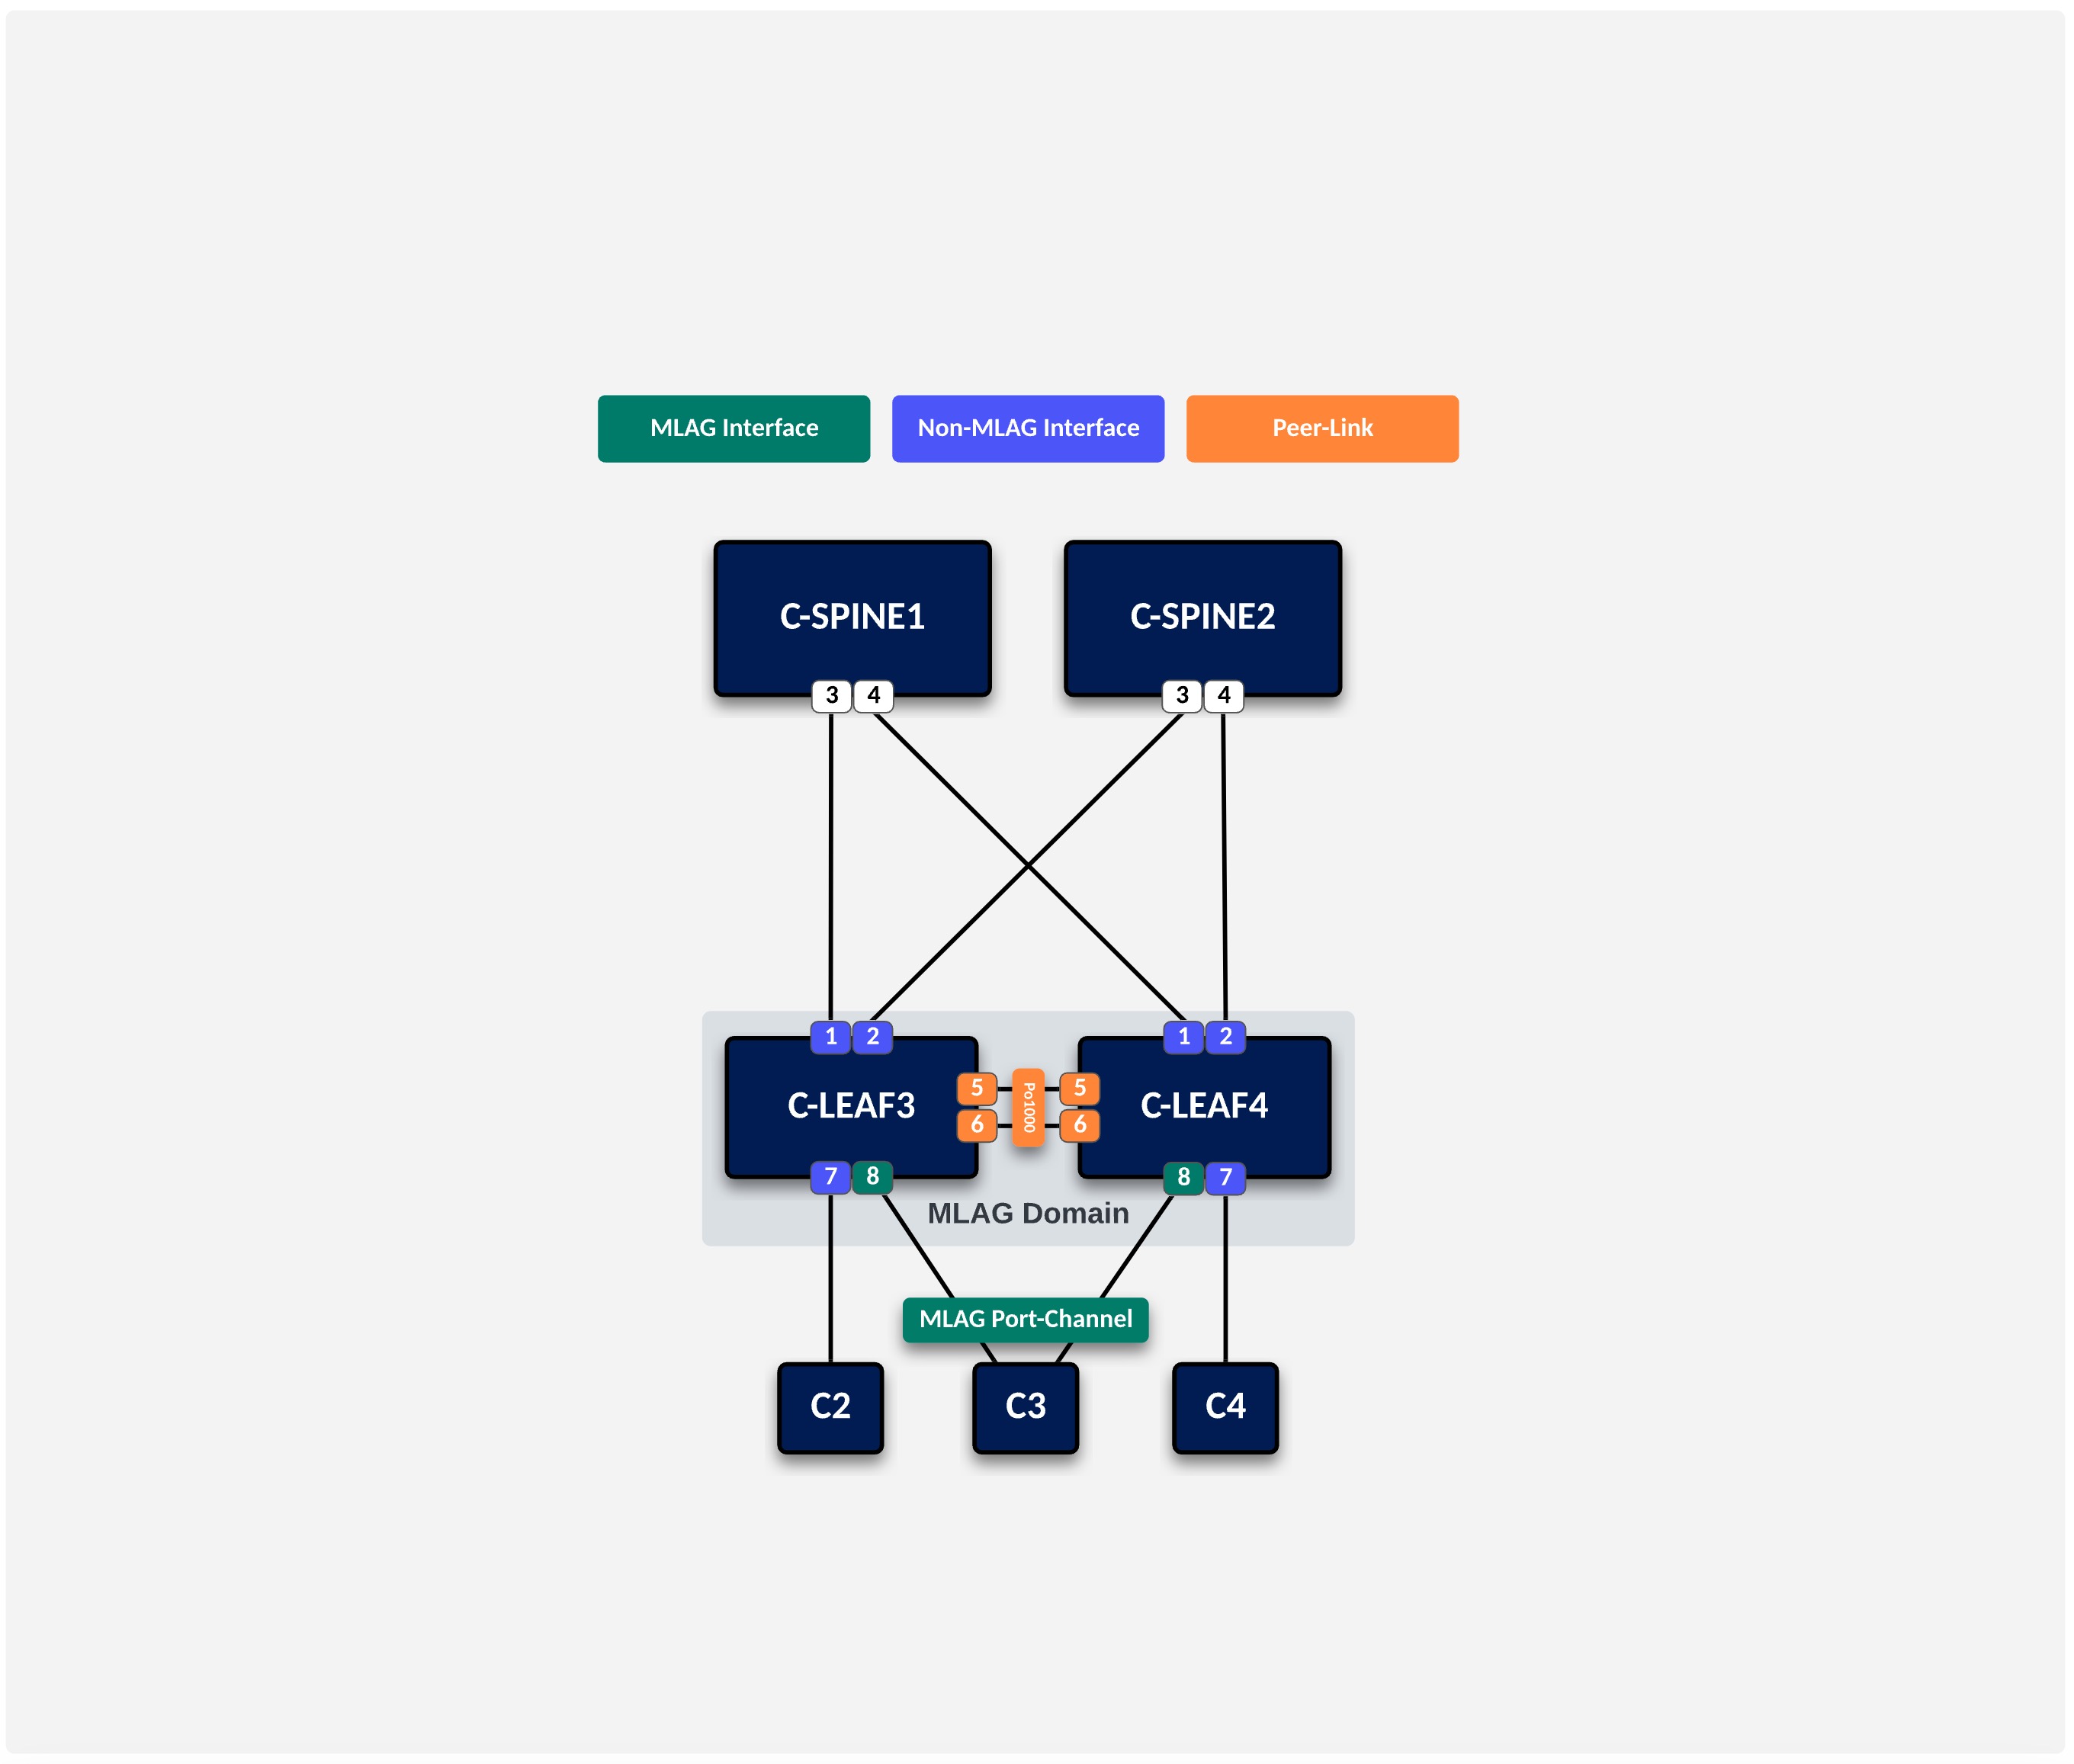 MLAG Interface
Non-MLAG Interface
Peer-Link
C-SPINE1
C-SPINE2
3 4
3 4
1 2
1 2
C-LEAF3
5
6
Po1000
5
6
C-LEAF4
7 8
8 7
MLAG Domain
MLAG Port-Channel
C2
C3
C4